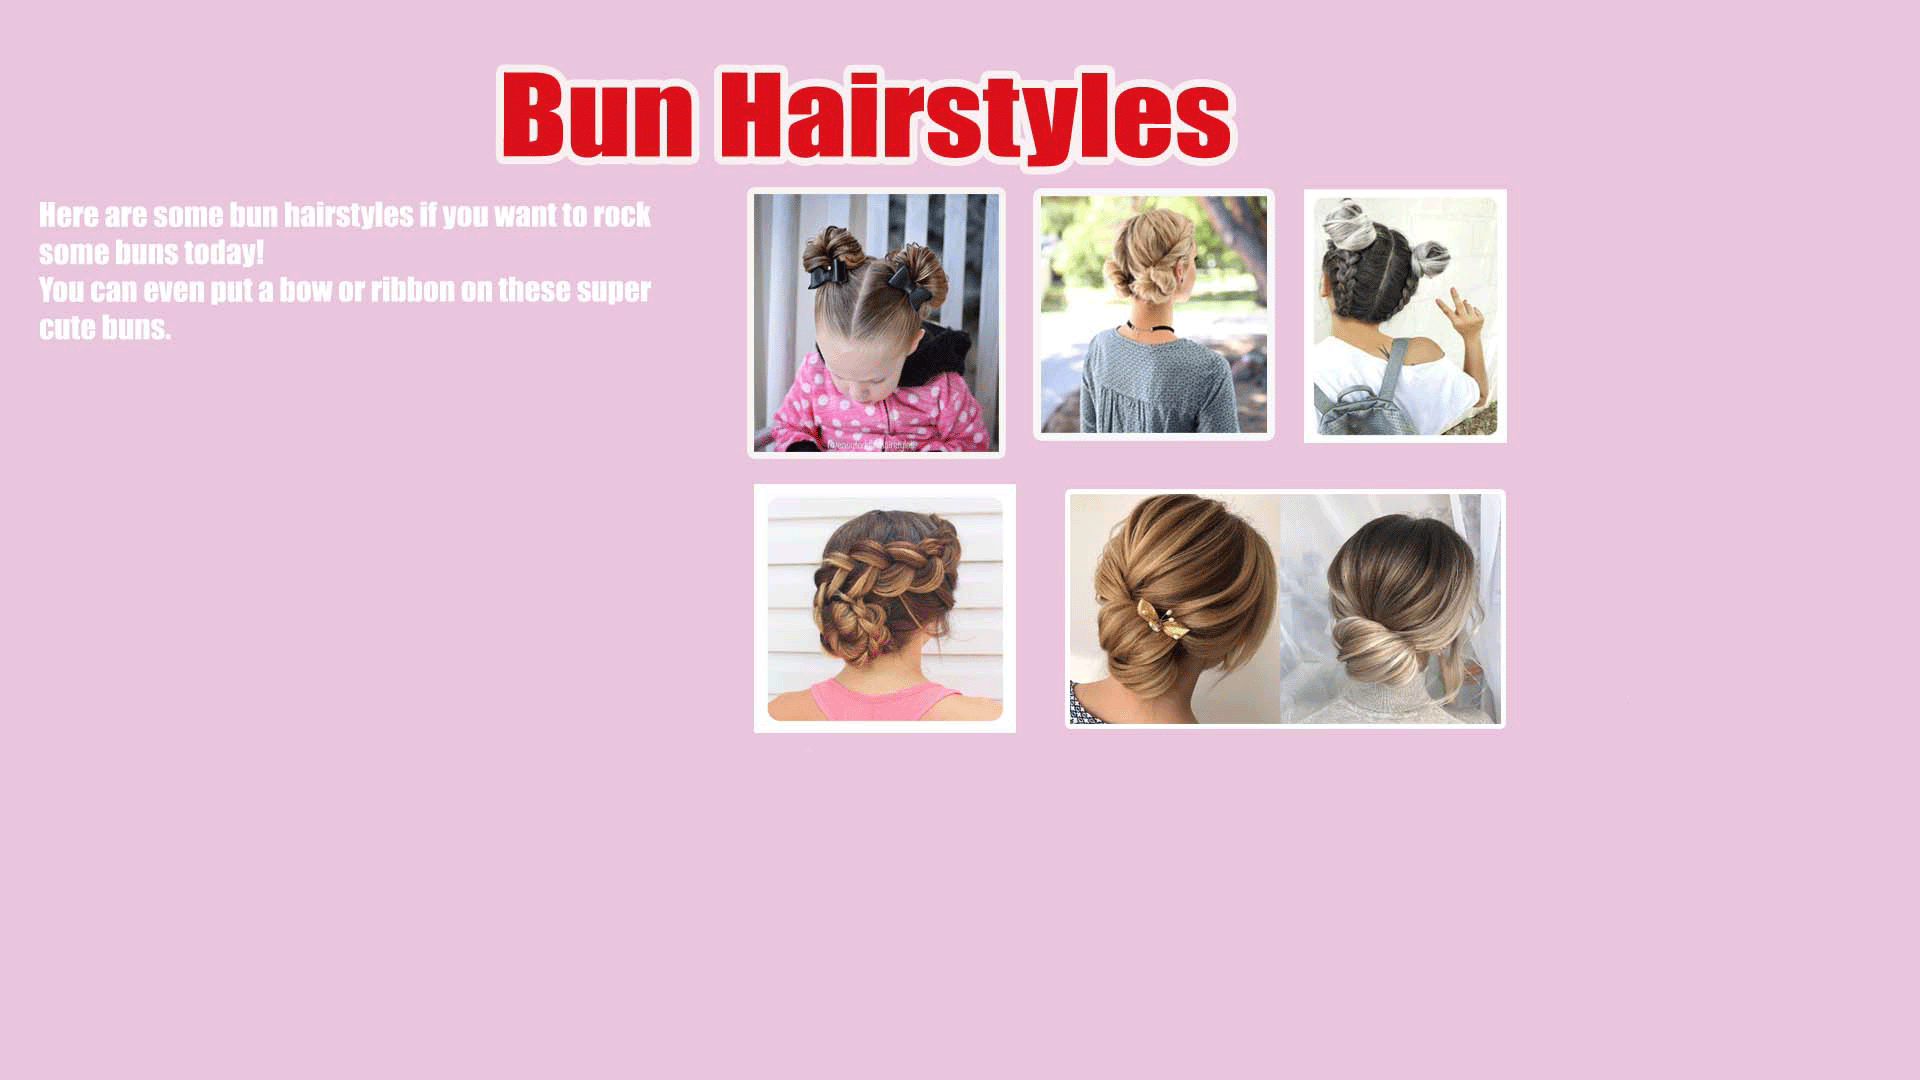 Bun Hairstyles
Here are some bun hairstyles if you want to rock
some buns today!
You can even put a bow or ribbon on these super
cute buns.